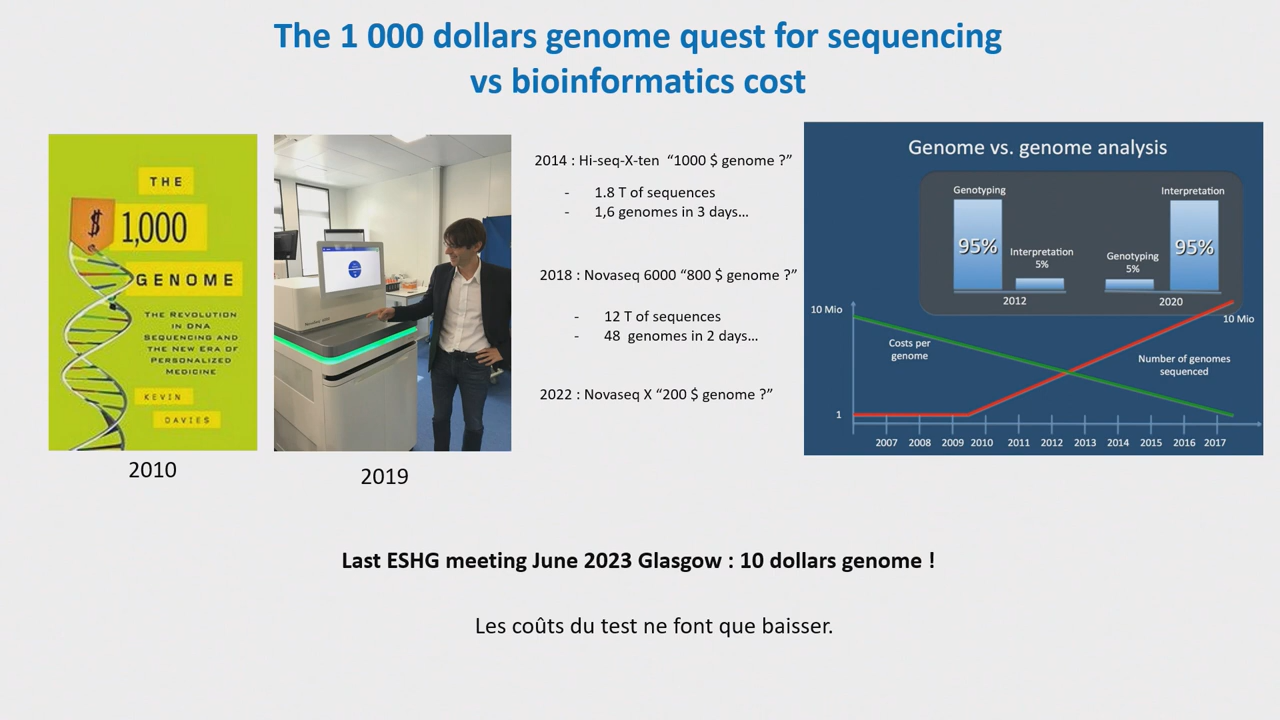 The 1 000 dollars genome quest for sequencing
vs bioinformatics cost
THE
$ 1,000
GENOME
THE REVOLUTION
IN DNA
SEQUENCING AND
THE NEW ERA OF
PERSONALIZED
MEDICINE
KEVIN
DAVIES
2010
2019
2014 : Hi-seq-X-ten “1000 $ genome ?”
- 1.8 T of sequences
- 1,6 genomes in 3 days…
2018 : Novaseq 6000 “800 $ genome ?”
- 12 T of sequences
- 48 genomes in 2 days…
2022 : Novaseq X “200 $ genome ?”
Genome vs. genome analysis
Genotyping
95%
Interpretation
5%
2012
Genotyping
5%
Interpretation
95%
2020
10 Mio
10 Mio
Costs per
genome
Number of genomes
sequenced
1
2007 2008 2009 2010 2011 2012 2013 2014 2015 2016 2017
Last ESHG meeting June 2023 Glasgow : 10 dollars genome !
Les coûts du test ne font que baisser.